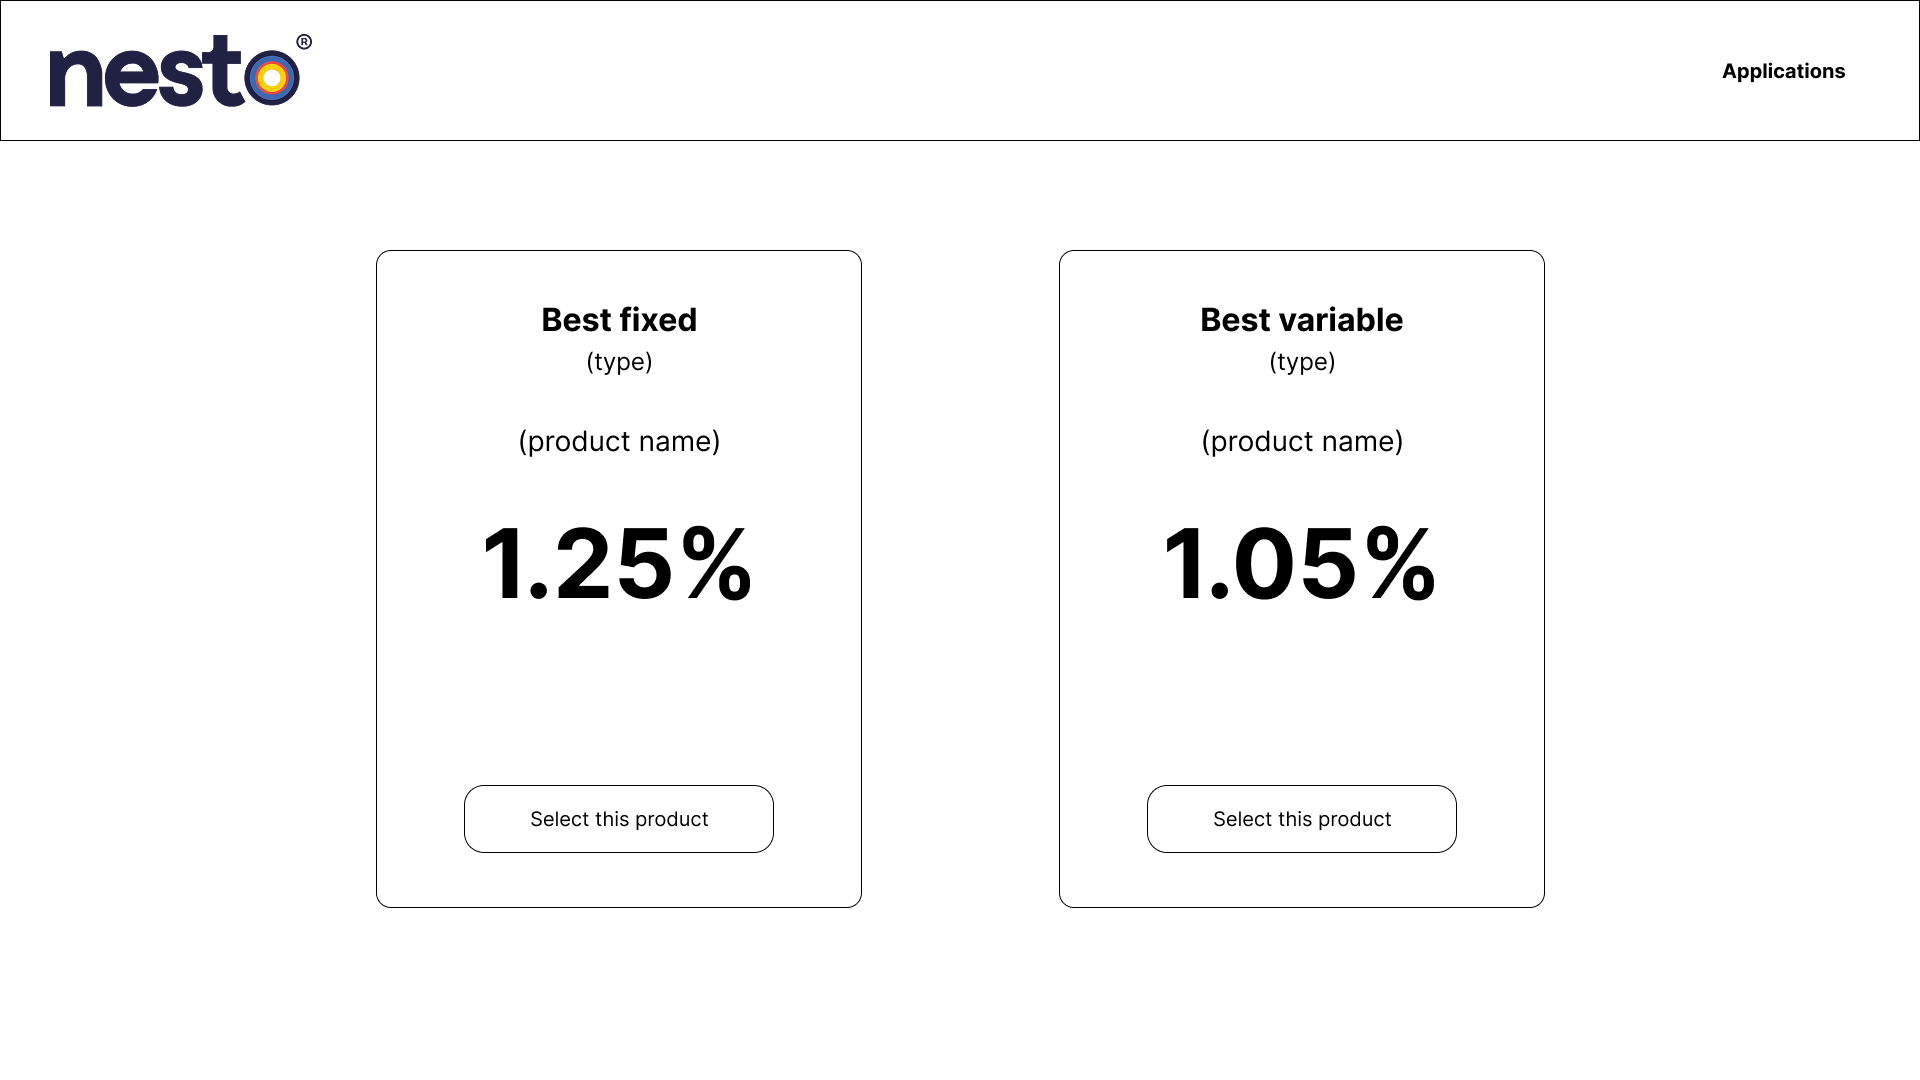 nesto®
Applications
Best fixed
(type)
(product name)
1.25%
Select this product
Best variable
(type)
(product name)
1.05%
Select this product